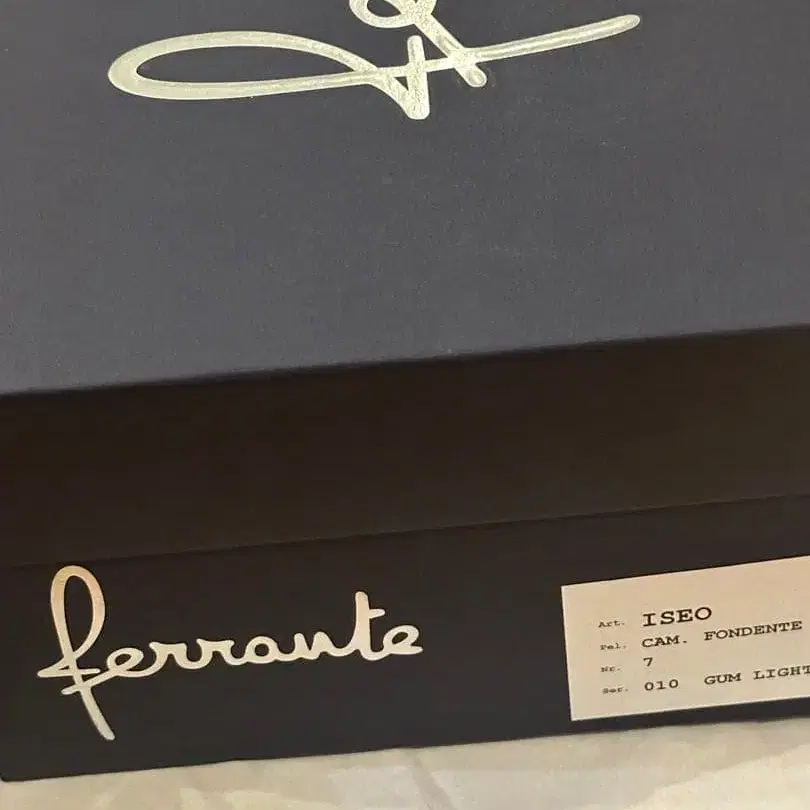 ferrante
Art. ISEO
Pel. CAM. FONDENTE
Nr. 7
Ser. 010 GUM LIGHT